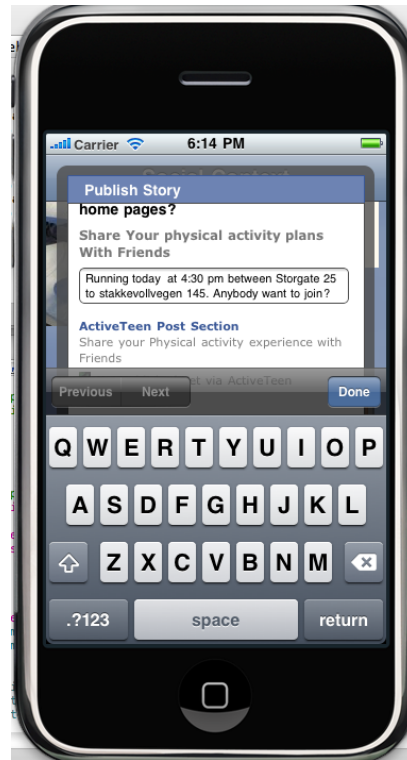 Carrier 6:14 PM
Publish Story
home pages?
Share Your physical activity plans
With Friends
Running today at 4:30 pm between Storgate 25
to stakkevollvegen 145. Anybody want to join?
ActiveTeen Post Section
Share your Physical activity experience with
Friends
via ActiveTeen
Previous Next Done
Q W E R T Y U I O P
A S D F G H J K L
Z X C V B N M
.?123 space return